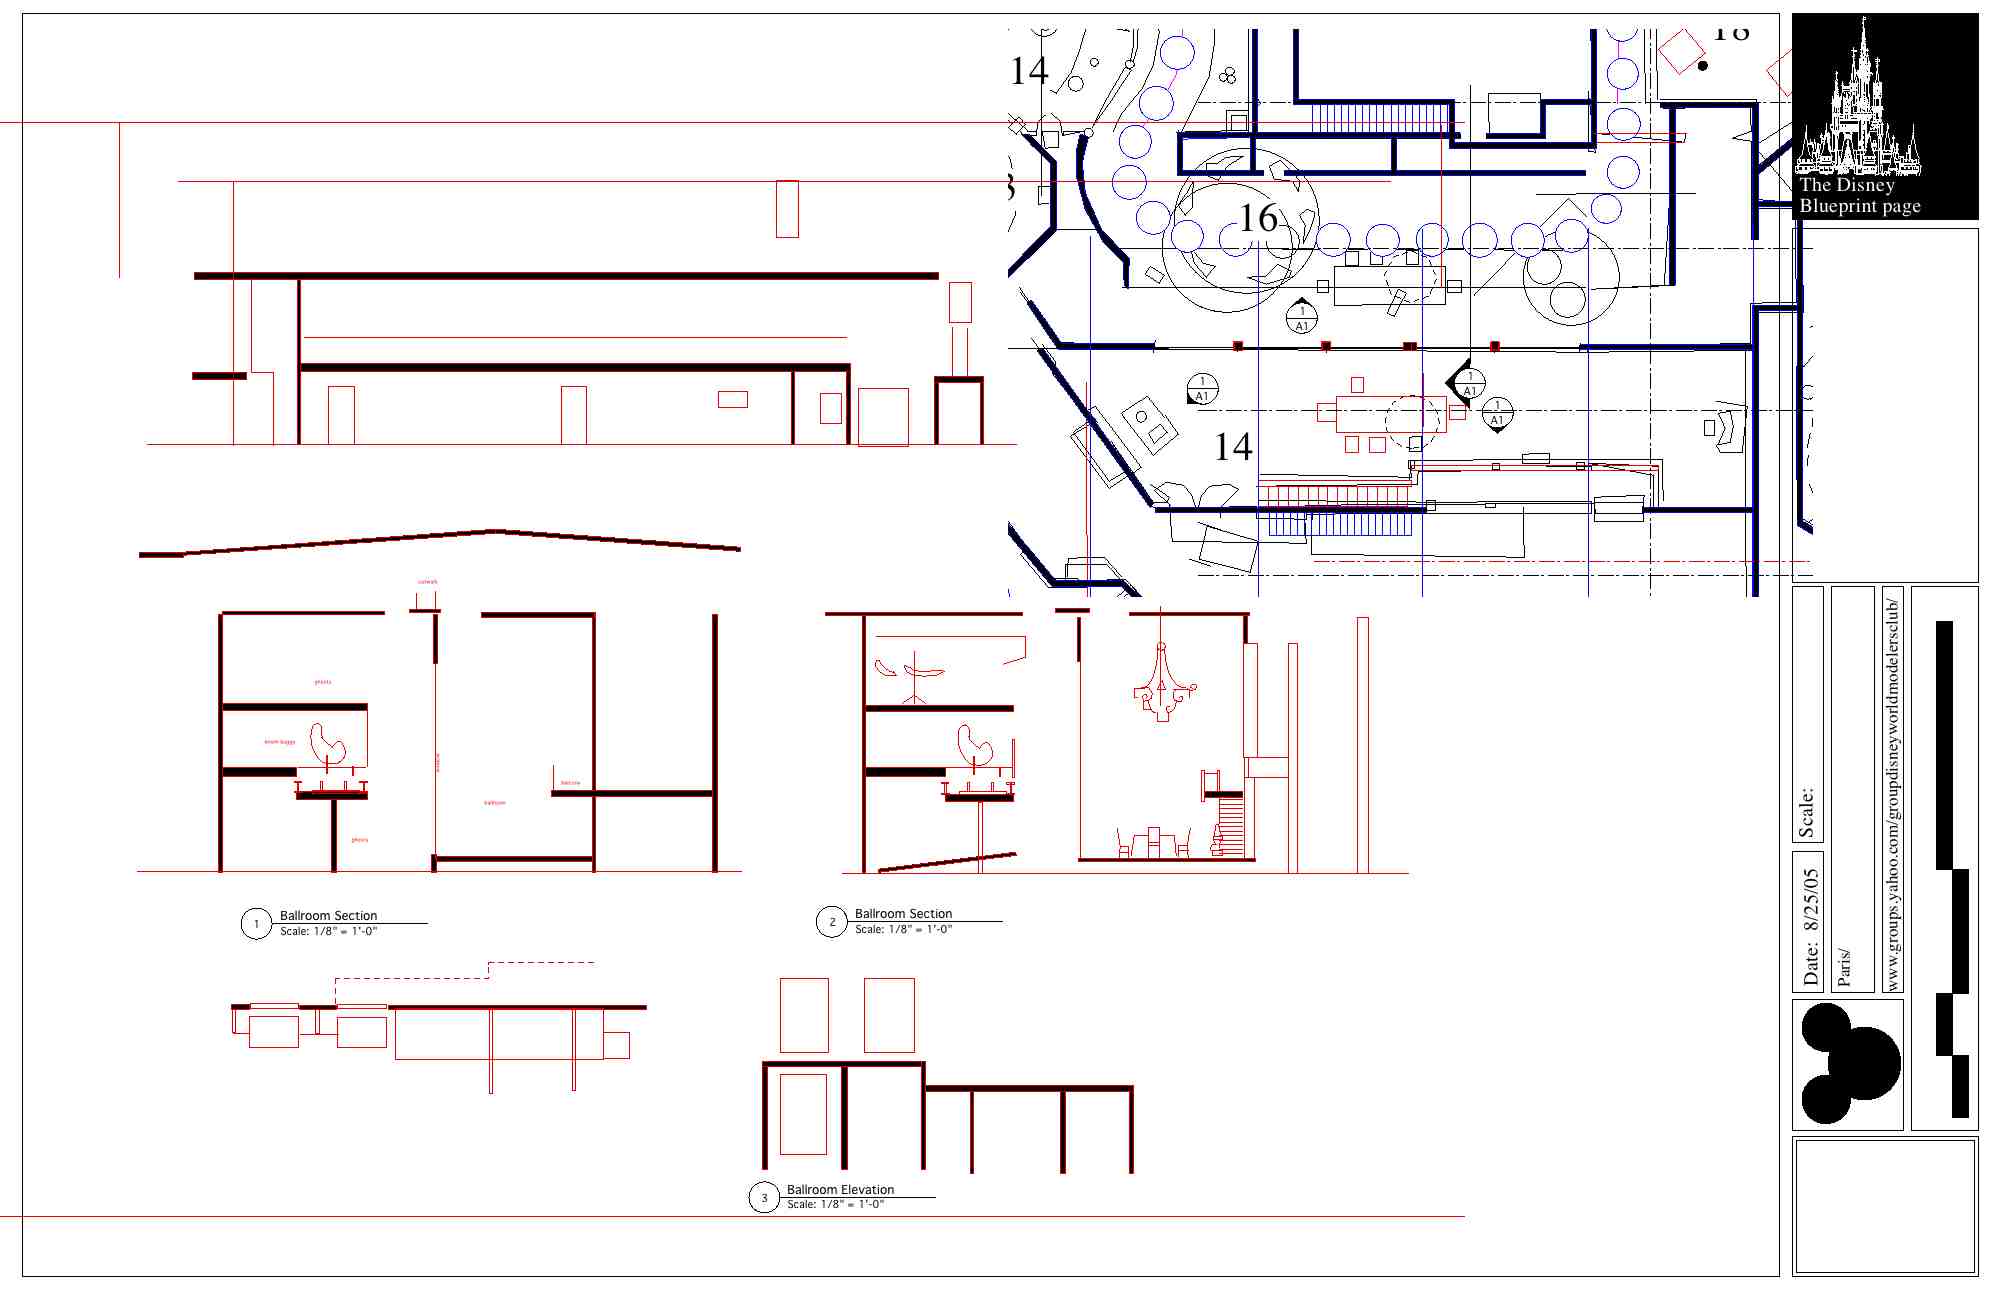 14
18
16
1
A1
1
A1
1
A1
1
A1
14
catwalk
ghosts
doom buggy
window
balcony
ballroom
ghosts
1
Ballroom Section
Scale: 1/8" = 1'-0"
2
Ballroom Section
Scale: 1/8" = 1'-0"
3
Ballroom Elevation
Scale: 1/8" = 1'-0"
The Disney
Blueprint page
Scale:
Date: 8/25/05
Paris/
www.groups.yahoo.com/groupdisneyworldmodelersclub/